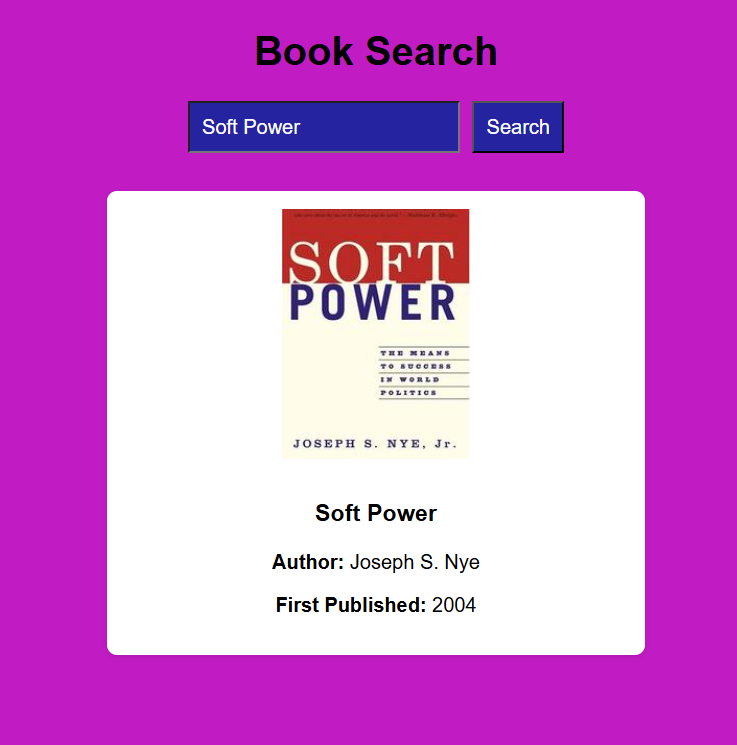 Book Search
Soft Power
Search
SOFT
POWER
THE MEANS
TO SUCCESS
IN WORLD
POLITICS
JOSEPH S. NYE, Jr.
Soft Power
Author: Joseph S. Nye
First Published: 2004